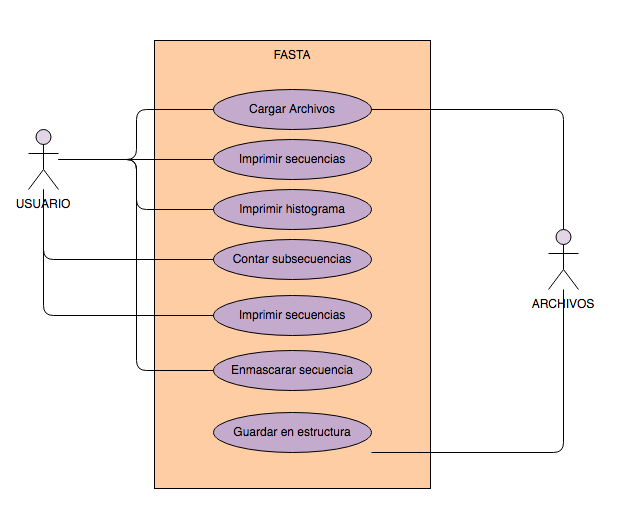 FASTA
Cargar Archivos
Imprimir secuencias
USUARIO
Imprimir histograma
Contar subsecuencias
ARCHIVOS
Imprimir secuencias
Enmascarar secuencia
Guardar en estructura